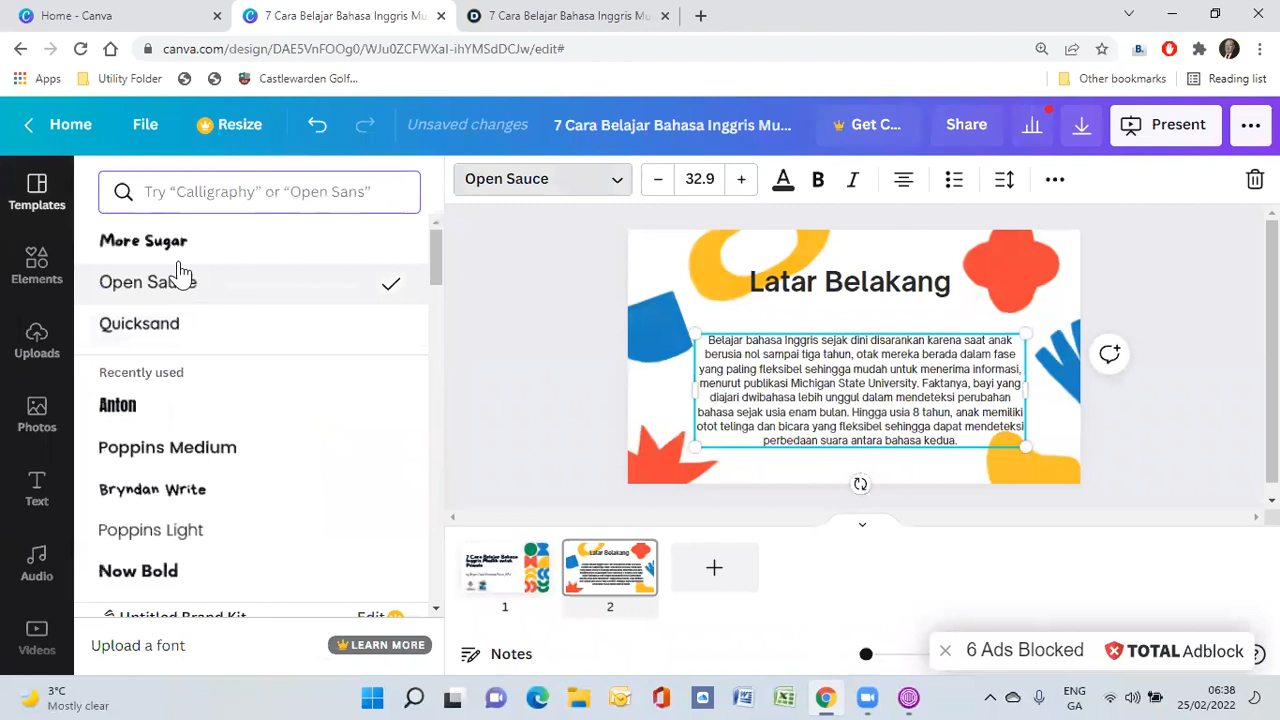 Home - Canva
7 Cara Belajar Bahasa Inggris Mu
7 Cara Belajar Bahasa Inggris Mu
canva.com/design/DAE5VnFOOg0/WJu0ZCFWXaI-ihYMSdDCJw/edit#
Apps
Utility Folder
Castlewarden Golf...
Other bookmarks
Reading list
Home
File
Resize
Unsaved changes
7 Cara Belajar Bahasa Inggris Mu...
Get C...
Share
Present
Templates
Elements
Uploads
Photos
Text
Audio
Videos
Try “Calligraphy” or “Open Sans”
More Sugar
Open Sauce
Quicksand
Recently used
Anton
Poppins Medium
Bryndan Write
Poppins Light
Now Bold
Untitled Brand Kit
Edit
Upload a font
LEARN MORE
Open Sauce
32.9
A
B
I
Latar Belakang
Belajar bahasa Inggris sejak dini disarankan karena saat anak
berusia nol sampai tiga tahun, otak mereka berada dalam fase
yang paling fleksibel sehingga mudah untuk menerima informasi,
menurut publikasi Michigan State University. Faktanya, bayi yang
diajari dwibahasa lebih unggul dalam mendeteksi perubahan
bahasa sejak usia enam bulan. Hingga usia 8 tahun, anak memiliki
otot telinga dan bicara yang fleksibel sehingga dapat mendeteksi
perbedaan suara antara bahasa kedua.
7 Cara Belajar Bahasa
Latar Belakang
1
2
Notes
6 Ads Blocked
TOTAL Adblock
3°C
Mostly clear
ENG
GA
06:38
25/02/2022